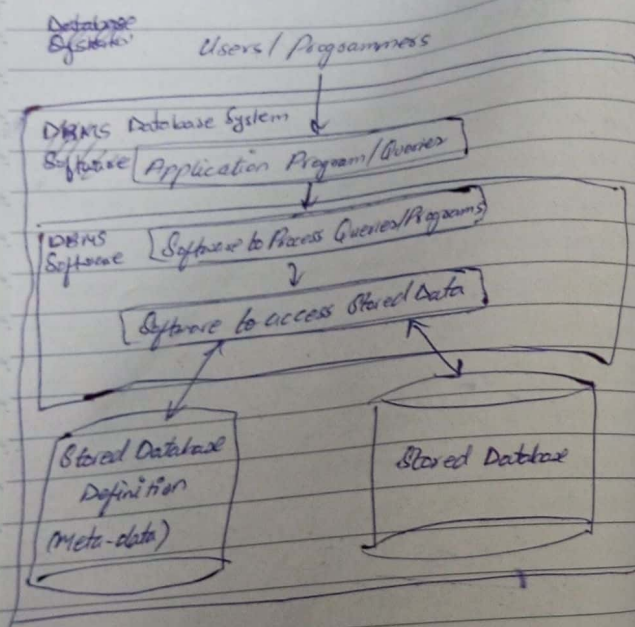 Database
System
Users/Programmers
DBMS Database System
Software
Application Program/Queries
DBMS
Software
Software to Process Queries/Programs
Software to access Stored Data
Stored Database
Definition
(Meta-data)
Stored Database